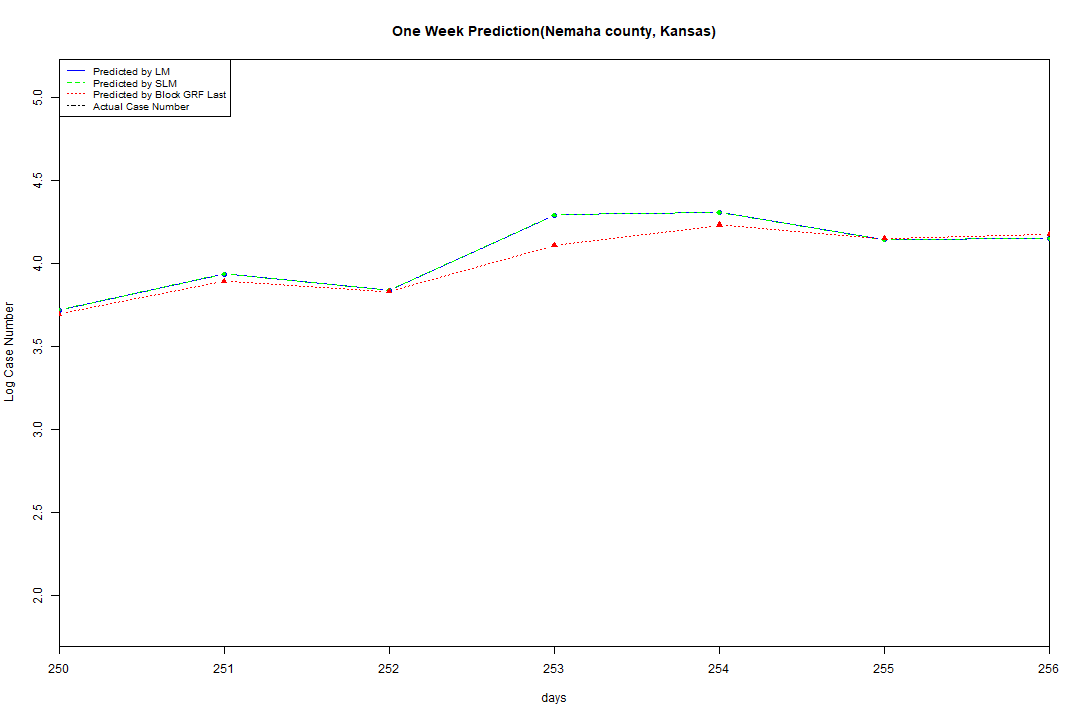 One Week Prediction(Nemaha county, Kansas)
Predicted by LM
Predicted by SLM
Predicted by Block GRF Last
Actual Case Number
Log Case Number
5.0
4.5
4.0
3.5
3.0
2.5
2.0
250 251 252 253 254 255 256
days